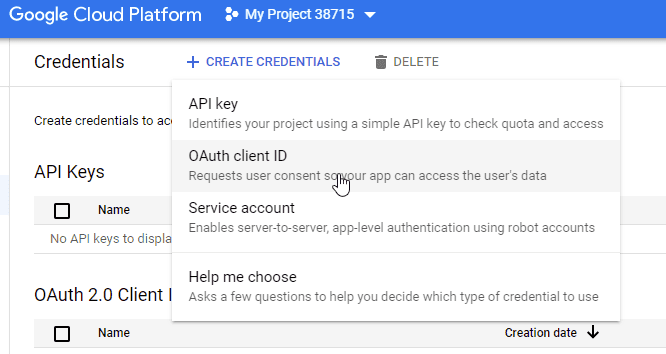 Google Cloud Platform My Project 38715
Credentials + CREATE CREDENTIALS DELETE
API key
Identifies your project using a simple API key to check quota and access
Create credentials to acc
OAuth client ID
Requests user consent so your app can access the user's data
API Keys
Service account
Enables server-to-server, app-level authentication using robot accounts
Name
No API keys to displa
Help me choose
Asks a few questions to help you decide which type of credential to use
OAuth 2.0 Client I
Name Creation date